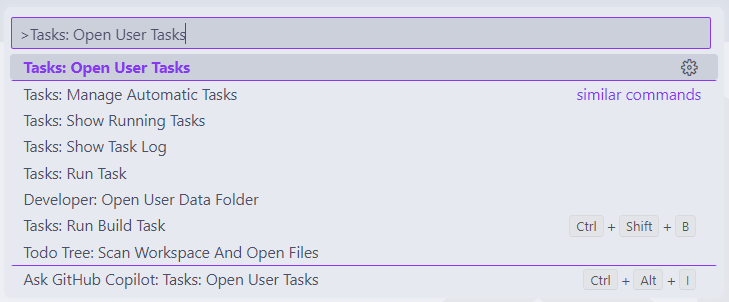 >Tasks: Open User Tasks
Tasks: Open User Tasks
Tasks: Manage Automatic Tasks similar commands
Tasks: Show Running Tasks
Tasks: Show Task Log
Tasks: Run Task
Developer: Open User Data Folder
Tasks: Run Build Task Ctrl + Shift + B
Todo Tree: Scan Workspace And Open Files
Ask GitHub Copilot: Tasks: Open User Tasks Ctrl + Alt + I